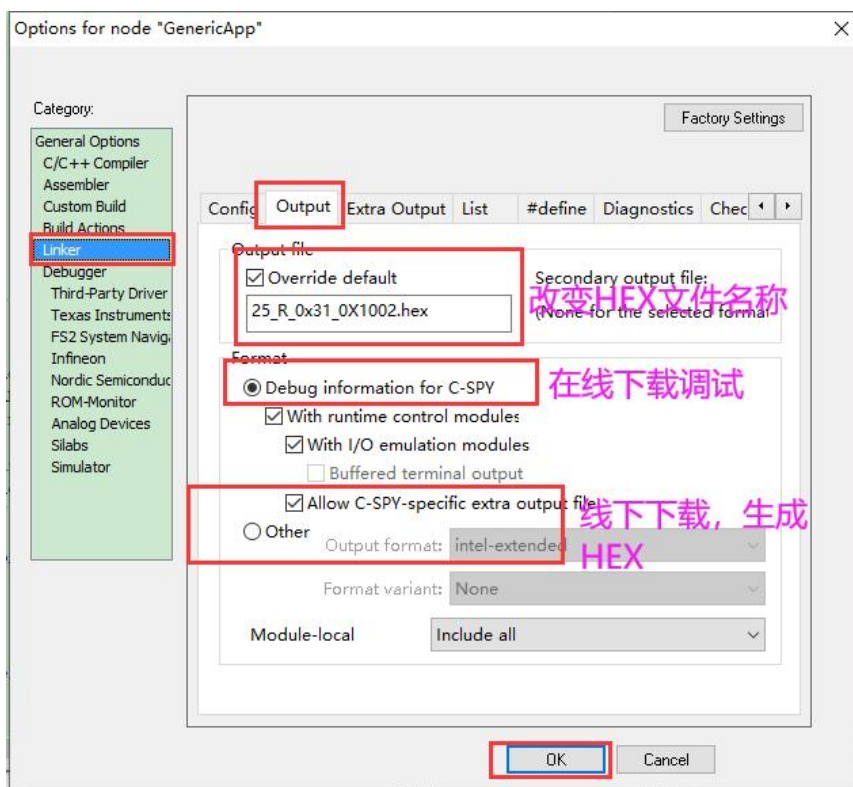 Options for node "GenericApp"
Category:
General Options
C/C++ Compiler
Assembler
Custom Build
Build Actions
Linker
Debugger
Third-Party Driver
Texas Instruments
FS2 System Navig
Infineon
Nordic Semiconduc
ROM-Monitor
Analog Devices
Silabs
Simulator
Factory Settings
Config Output Extra Output List #define Diagnostics Chec
Output file
Override default
25_R_0x31_0X1002.hex
Secondary output file:
(None for the selected format
改变HEX文件名称
Format
Debug information for C-SPY
在线下载调试
With runtime control modules
With I/O emulation modules
Buffered terminal output
Allow C-SPY-specific extra output file
Other
线下下载，生成
HEX
Output format: intel-extended
Format variant: None
Module-local Include all
OK Cancel